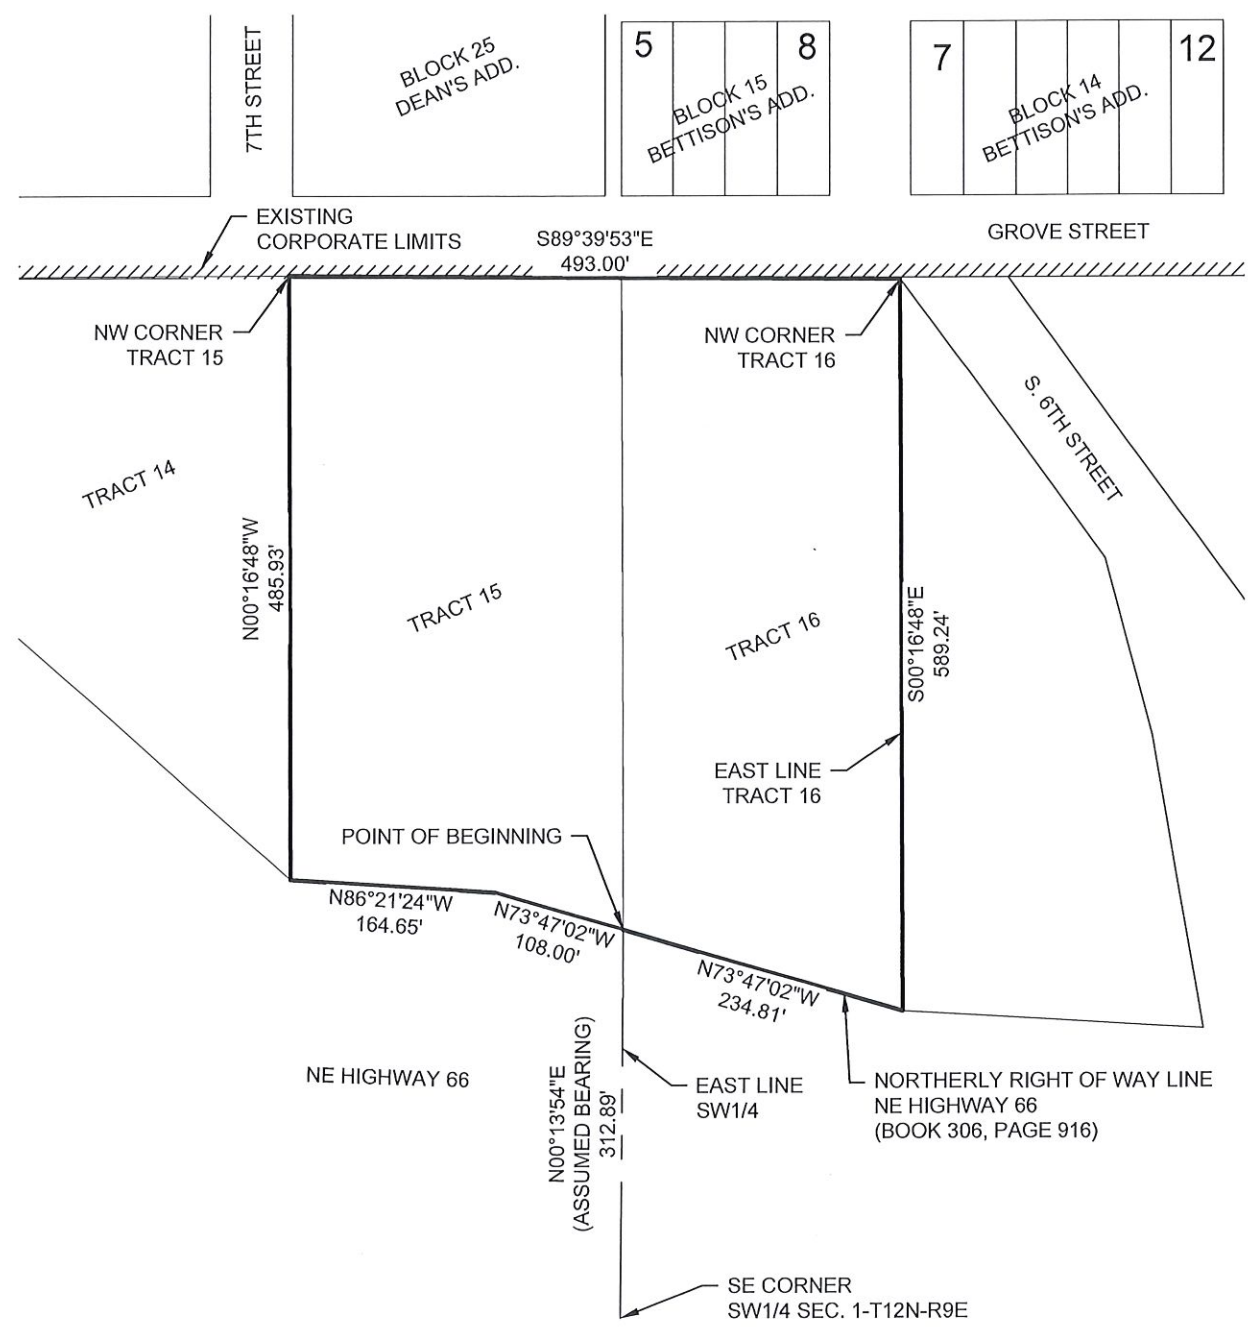 7TH STREET
BLOCK 25
DEAN'S ADD.
5
8
BLOCK 15
BETTISON'S ADD.
7
12
BLOCK 14
BETTISON'S ADD.
EXISTING
CORPORATE LIMITS
S89°39'53"E
493.00'
GROVE STREET
NW CORNER
TRACT 15
NW CORNER
TRACT 16
S. 6TH STREET
TRACT 14
N00°16'48"W
485.93'
TRACT 15
TRACT 16
S00°16'48"E
589.24'
EAST LINE
TRACT 16
POINT OF BEGINNING
N86°21'24"W
164.65'
N73°47'02"W
108.00'
N73°47'02"W
234.81'
NE HIGHWAY 66
N00°13'54"E
(ASSUMED BEARING)
312.89'
EAST LINE
SW1/4
NORTHERLY RIGHT OF WAY LINE
NE HIGHWAY 66
(BOOK 306, PAGE 916)
SE CORNER
SW1/4 SEC. 1-T12N-R9E